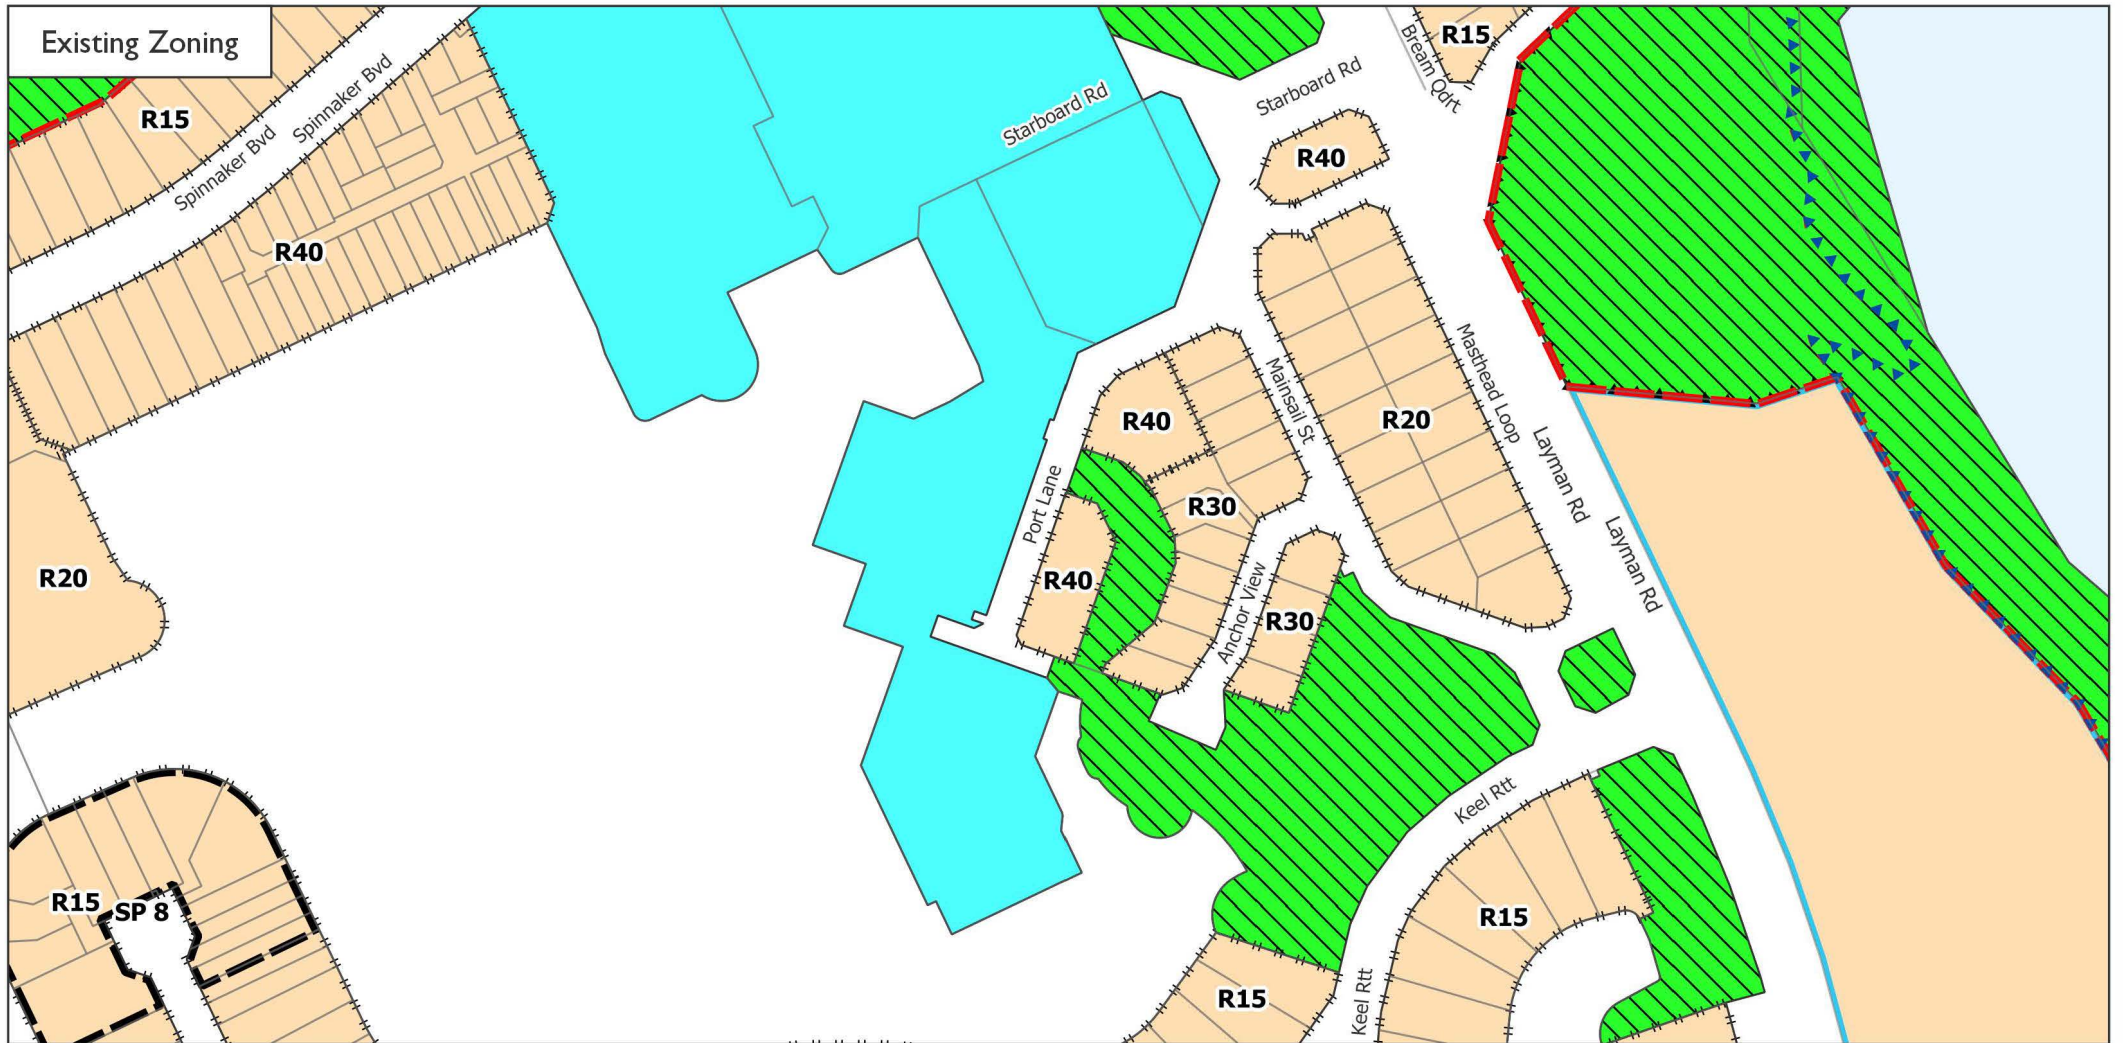 Existing Zoning
R15
Spinnaker Bvd
Spinnaker Bvd
R40
R20
R15
SP 8
Starboard Rd
Starboard Rd
Bream Qdrt
R15
R40
Mainsail St
Masthead Loop
R20
Layman Rd
Layman Rd
R40
Port Lane
R30
R40
Anchor View
R30
Keel Rtt
R15
R15
Keel Rtt